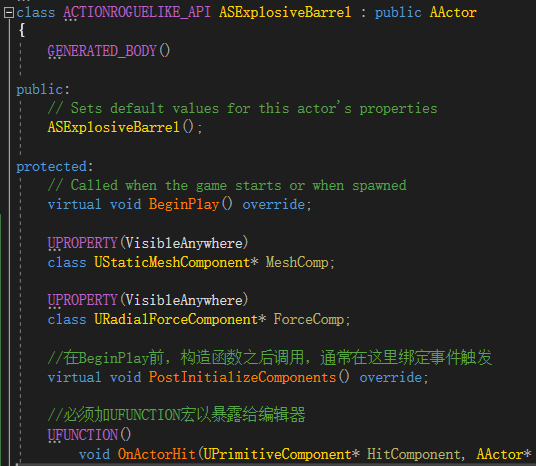 class ACTIONROGUELIKE_API ASExplosiveBarrel : public AActor
{
GENERATED_BODY()
public:
// Sets default values for this actor's properties
ASExplosiveBarrel();
protected:
// Called when the game starts or when spawned
virtual void BeginPlay() override;
UPROPERTY(VisibleAnywhere)
class UStaticMeshComponent* MeshComp;
UPROPERTY(VisibleAnywhere)
class URadialForceComponent* ForceComp;
//在BeginPlay前，构造函数之后调用，通常在这里绑定事件触发
virtual void PostInitializeComponents() override;
//必须加UFUNCTION宏以暴露给编辑器
UFUNCTION()
void OnActorHit(UPrimitiveComponent* HitComponent, AActor*